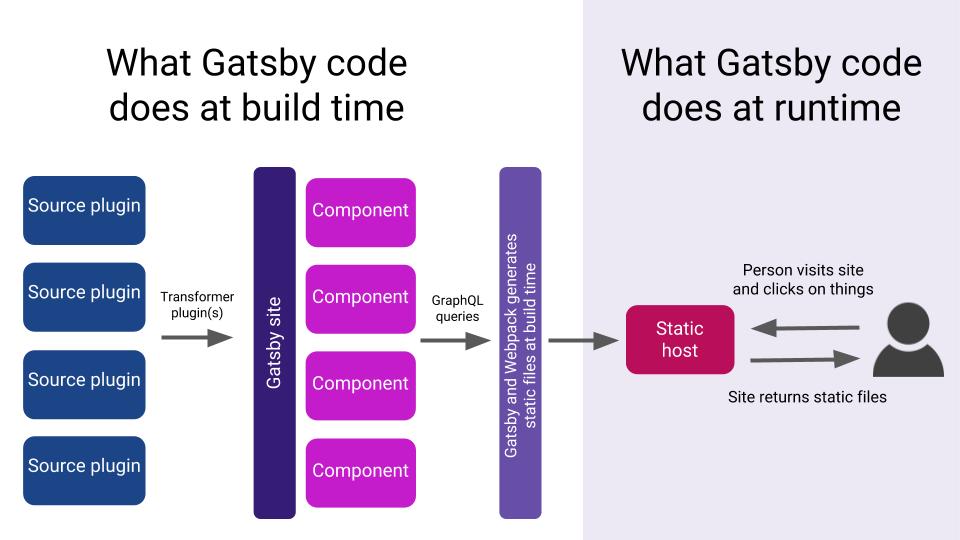 What Gatsby code
does at build time
What Gatsby code
does at runtime
Source plugin
Source plugin
Source plugin
Source plugin
Transformer
plugin(s)
Gatsby site
Component
Component
Component
Component
GraphQL
queries
Gatsby and Webpack generates
static files at build time
Static
host
Person visits site
and clicks on things
Site returns static files